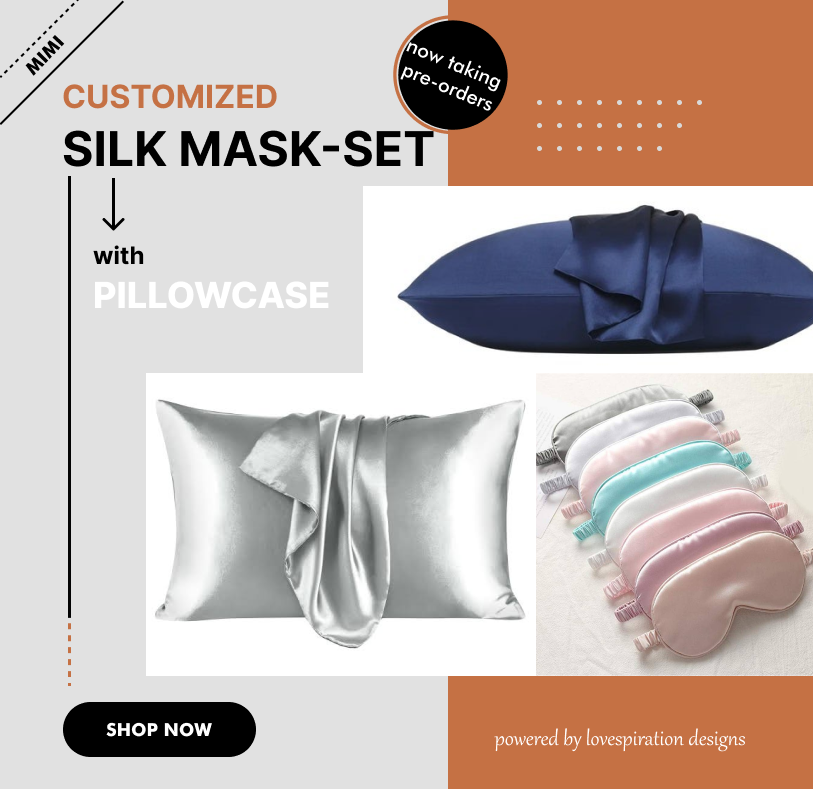 MIMI
now taking
pre-orders
CUSTOMIZED
SILK MASK-SET
with
PILLOWCASE
SHOP NOW
powered by lovespiration designs